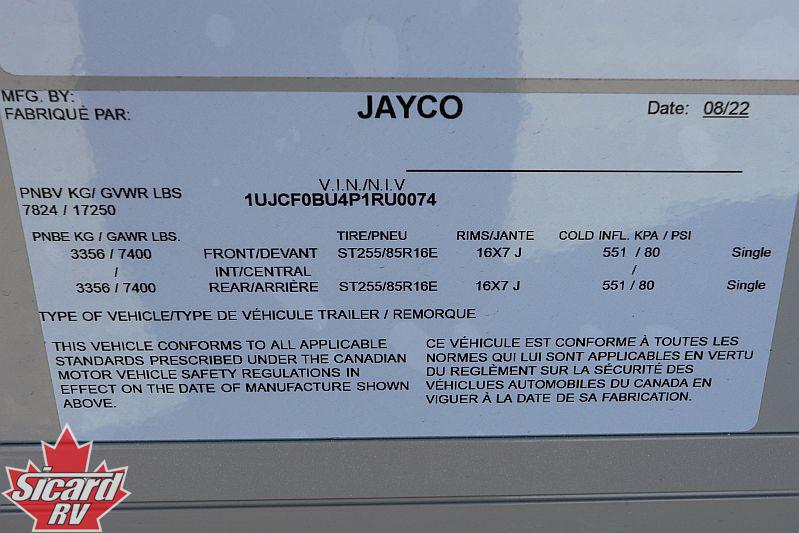 MFG. BY:
FABRIQUÉ PAR:
JAYCO
Date: 08/22
V.I.N./N.I.V
1UJCF0BU4P1RU0074
PNBV KG/ GVWR LBS
7824 / 17250
PNBE KG / GAWR LBS. TIRE/PNEU RIMS/JANTE COLD INFL. KPA / PSI
3356 / 7400 FRONT/DEVANT ST255/85R16E 16X7 J 551 / 80 Single
/ INT/CENTRAL /
3356 / 7400 REAR/ARRIÈRE ST255/85R16E 16X7 J 551 / 80 Single
TYPE OF VEHICLE/TYPE DE VÉHICULE TRAILER / REMORQUE
THIS VEHICLE CONFORMS TO ALL APPLICABLE
STANDARDS PRESCRIBED UNDER THE CANADIAN
MOTOR VEHICLE SAFETY REGULATIONS IN
EFFECT ON THE DATE OF MANUFACTURE SHOWN
ABOVE.
CE VÉHICULE EST CONFORME À TOUTES LES
NORMES QUI LUI SONT APPLICABLES EN VERTU
DU RÈGLEMENT SUR LA SÉCURITÉ DES
VÉHICLUES AUTOMOBILES DU CANADA EN
VIGUER À LA DATE DE SA FABRICATION.
Sicard
RV